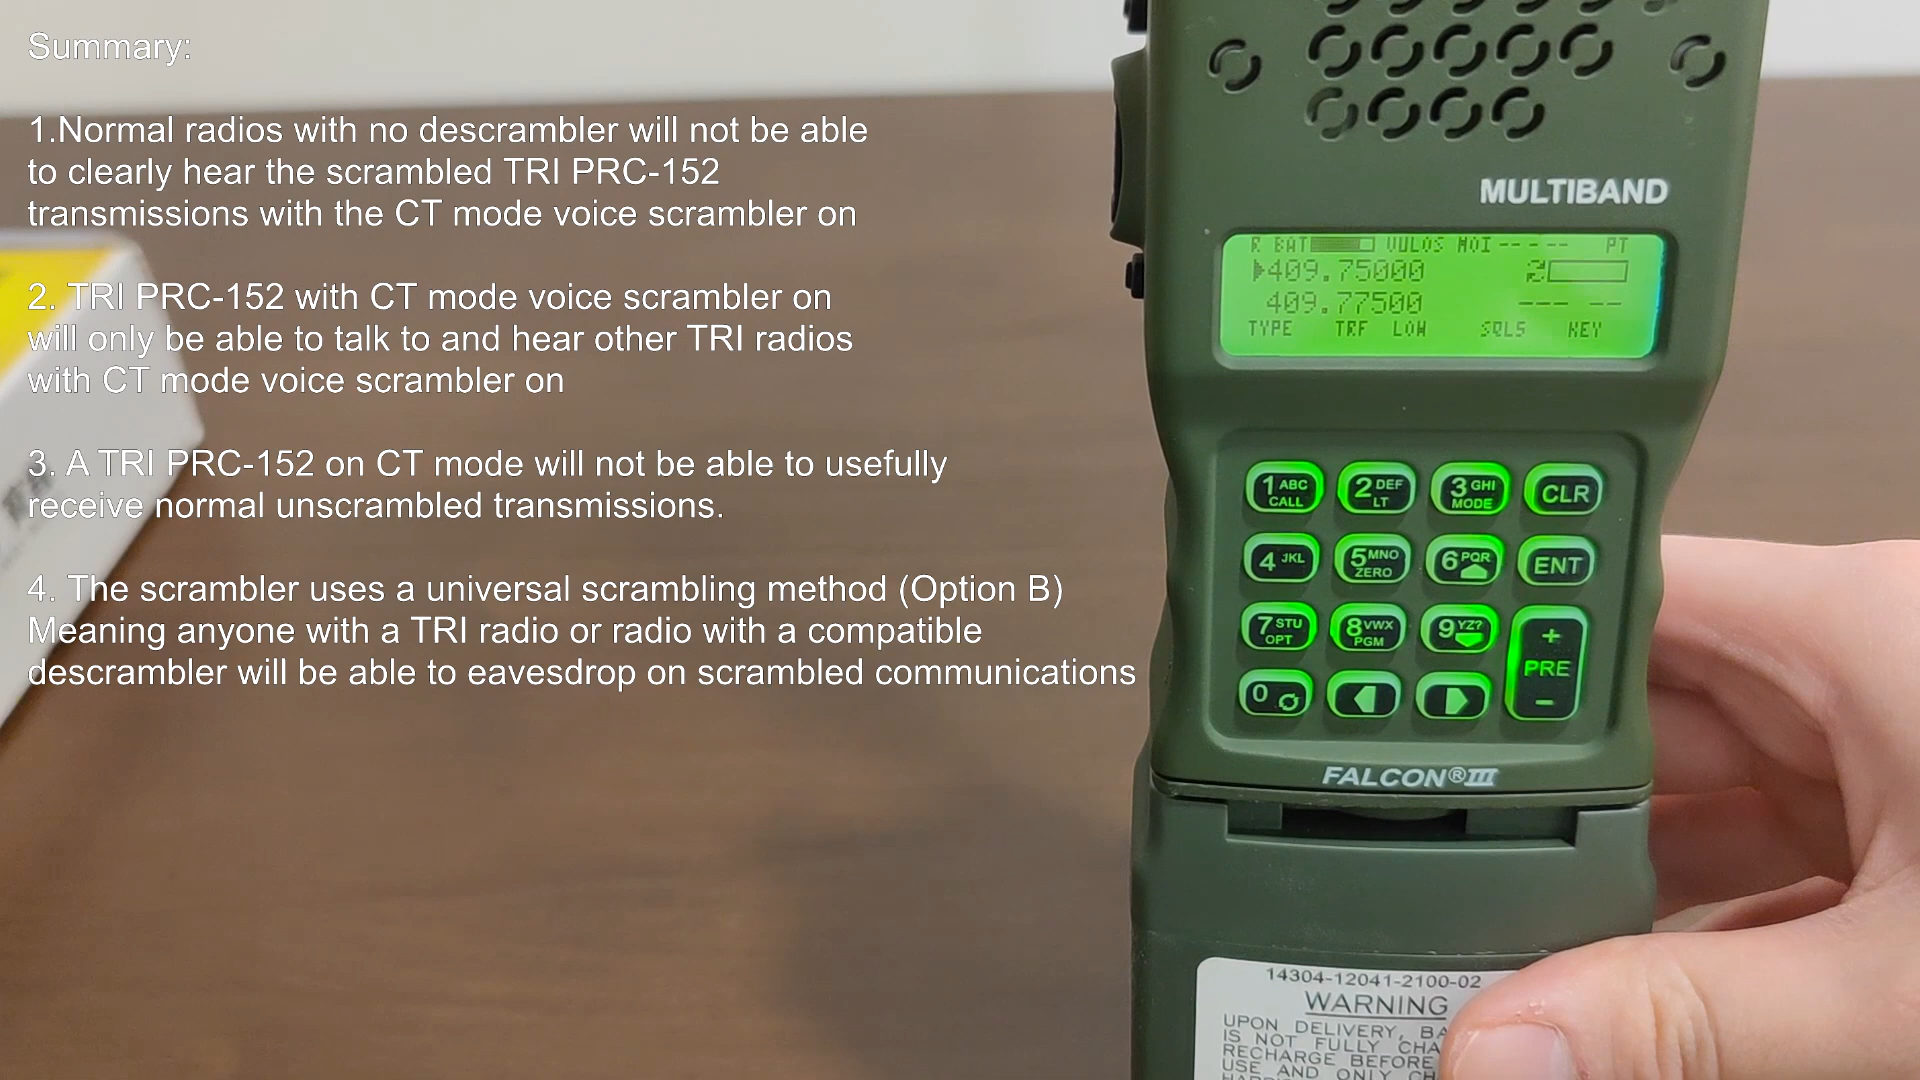 Summary:
1.Normal radios with no descrambler will not be able
to clearly hear the scrambled TRI PRC-152
transmissions with the CT mode voice scrambler on
2. TRI PRC-152 with CT mode voice scrambler on
will only be able to talk to and hear other TRI radios
with CT mode voice scrambler on
3. A TRI PRC-152 on CT mode will not be able to usefully
receive normal unscrambled transmissions.
4. The scrambler uses a universal scrambling method (Option B)
Meaning anyone with a TRI radio or radio with a compatible
descrambler will be able to eavesdrop on scrambled communications
MULTIBAND
R BAT VULOS MOI ----- PT
409.75000 2
409.77500 --- --
TYPE TRF LOW SQL5 KEY
1 ABC CALL 2 DEF LT 3 GHI MODE CLR
4 JKL 5 MNO ZERO 6 PQR ENT
7 STU OPT 8 VWX PGM 9 YZ? + PRE -
0
FALCON®III
14304-12041-2100-02
WARNING
UPON DELIVERY,
IS NOT FULLY
RECHARGE BEFORE
USE AND ONLY